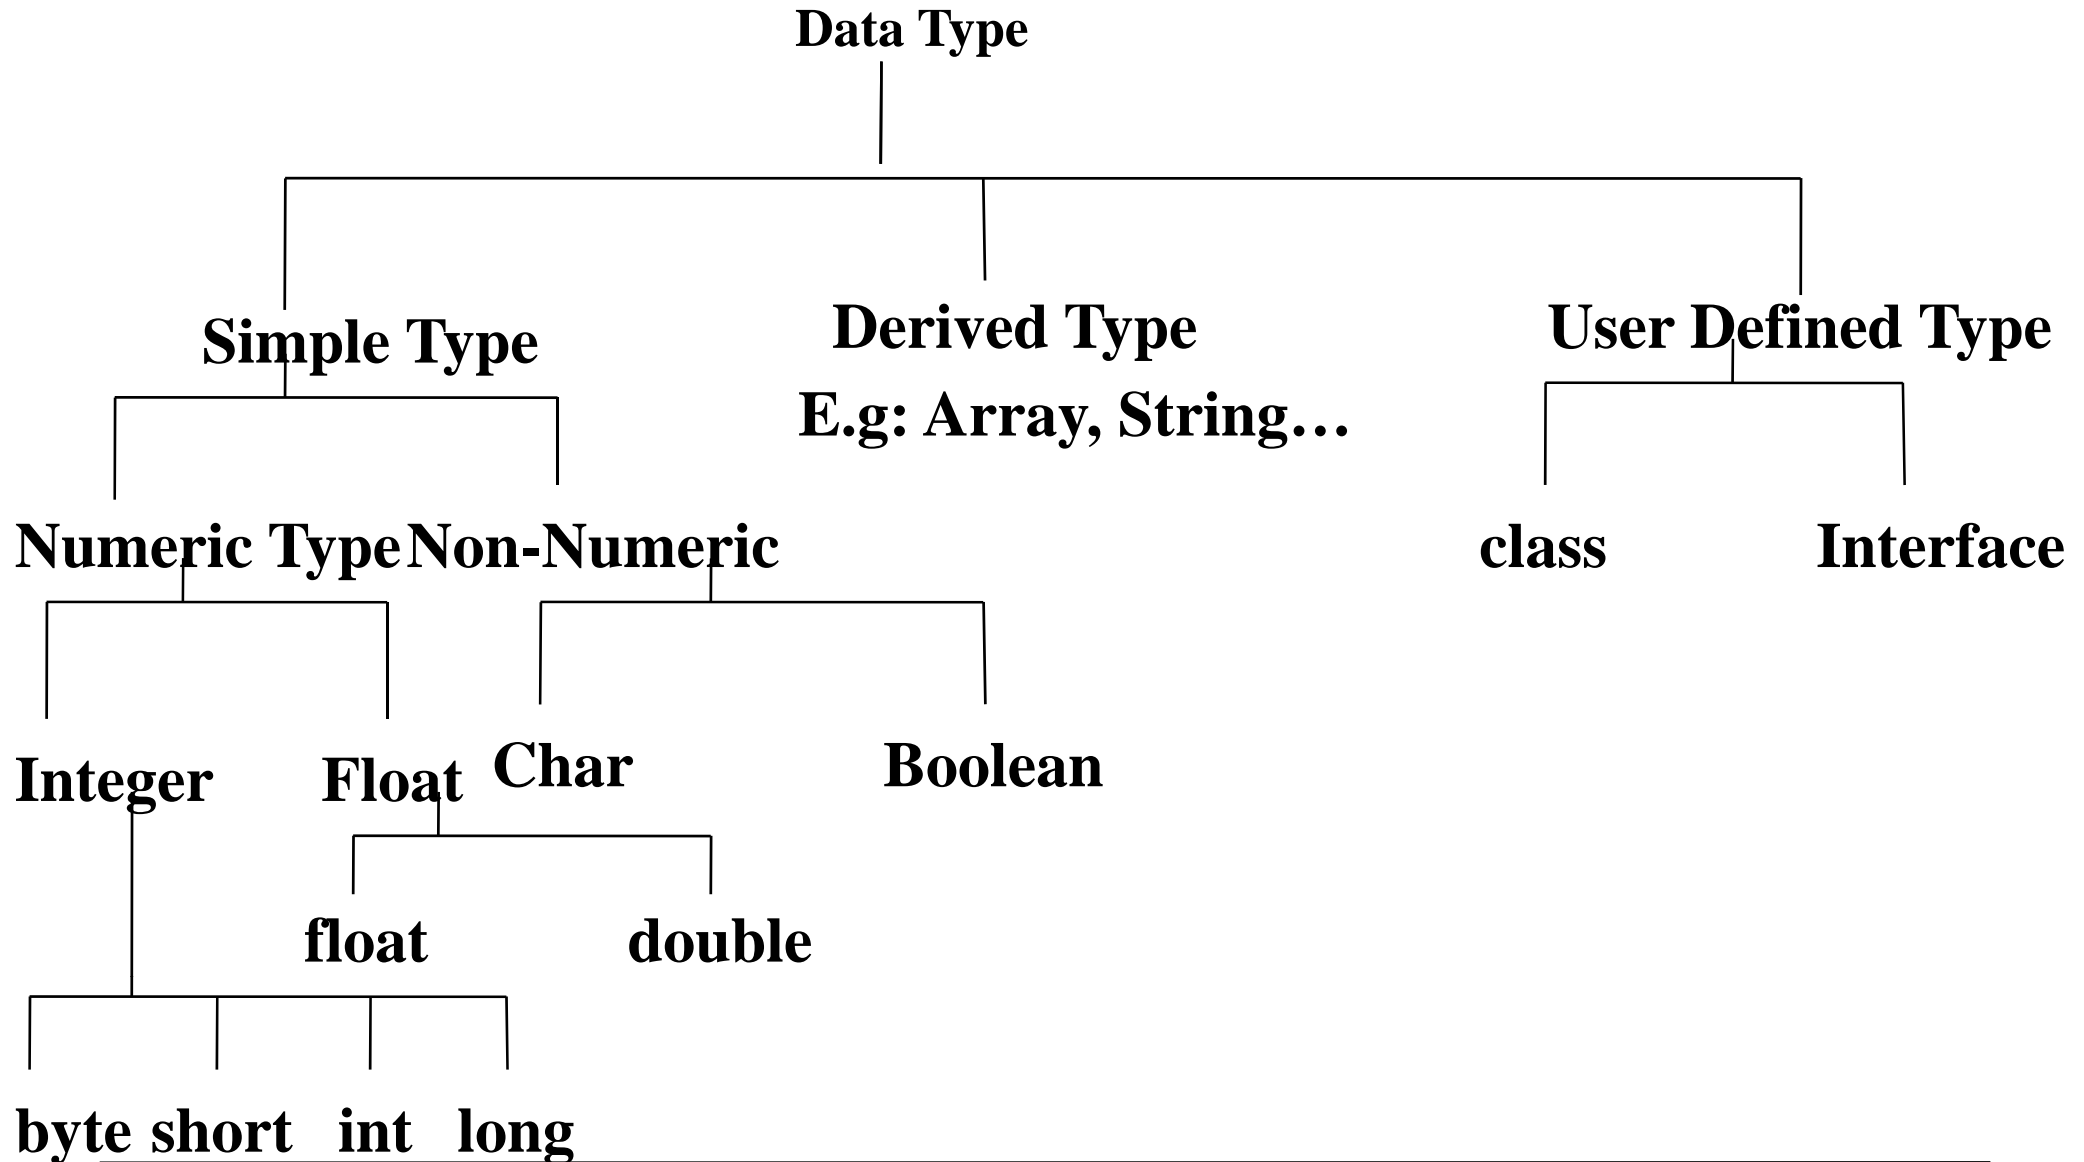 Data Type
Simple Type Derived Type User Defined Type
E.g: Array, String…
Numeric Type Non-Numeric class Interface
Integer Float Char Boolean
float double
byte short int long